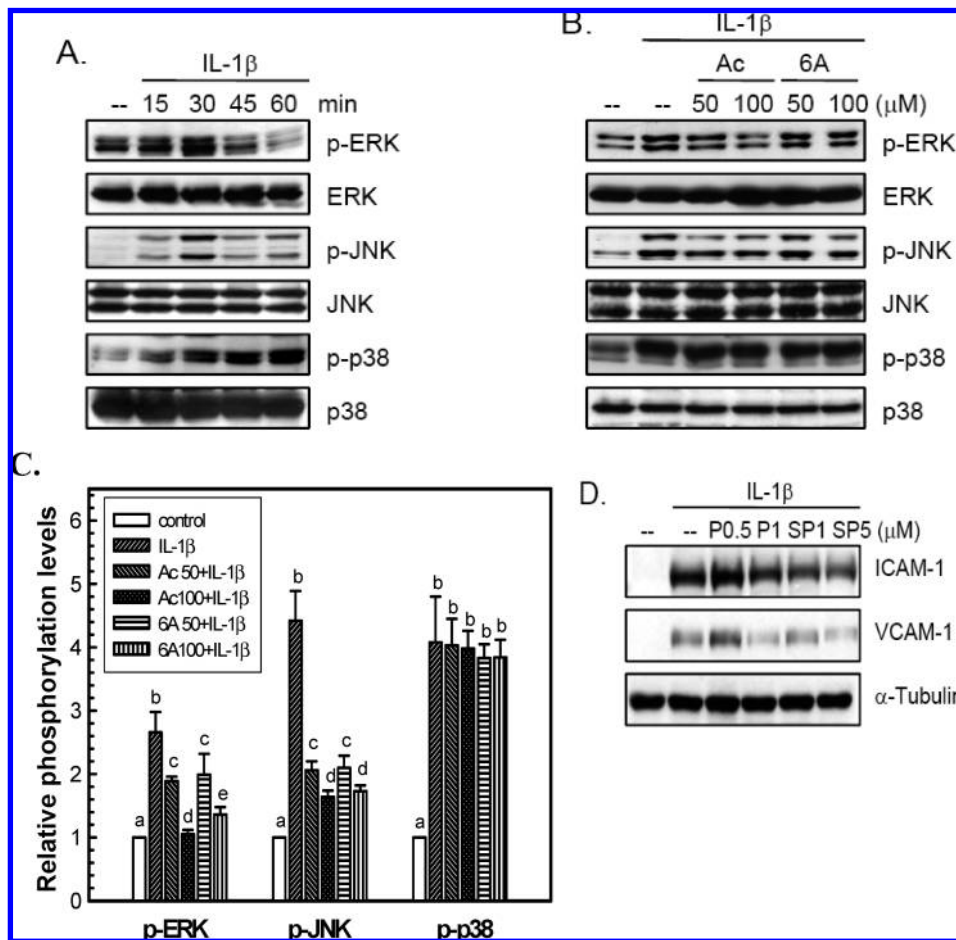 A.
IL-1β
-- 15 30 45 60 min
p-ERK
ERK
p-JNK
JNK
p-p38
p38
B.
IL-1β
Ac 6A
-- -- 50 100 50 100 (μM)
p-ERK
ERK
p-JNK
JNK
p-p38
p38
C.
Relative phosphorylation levels
6
5
4
3
2
1
0
control
IL-1β
Ac 50+IL-1β
Ac100+IL-1β
6A 50+IL-1β
6A100+IL-1β
a b c d c e
a b c d c d
a b b b b b
p-ERK p-JNK p-p38
D.
IL-1β
-- -- P0.5 P1 SP1 SP5 (μM)
ICAM-1
VCAM-1
α-Tubulin